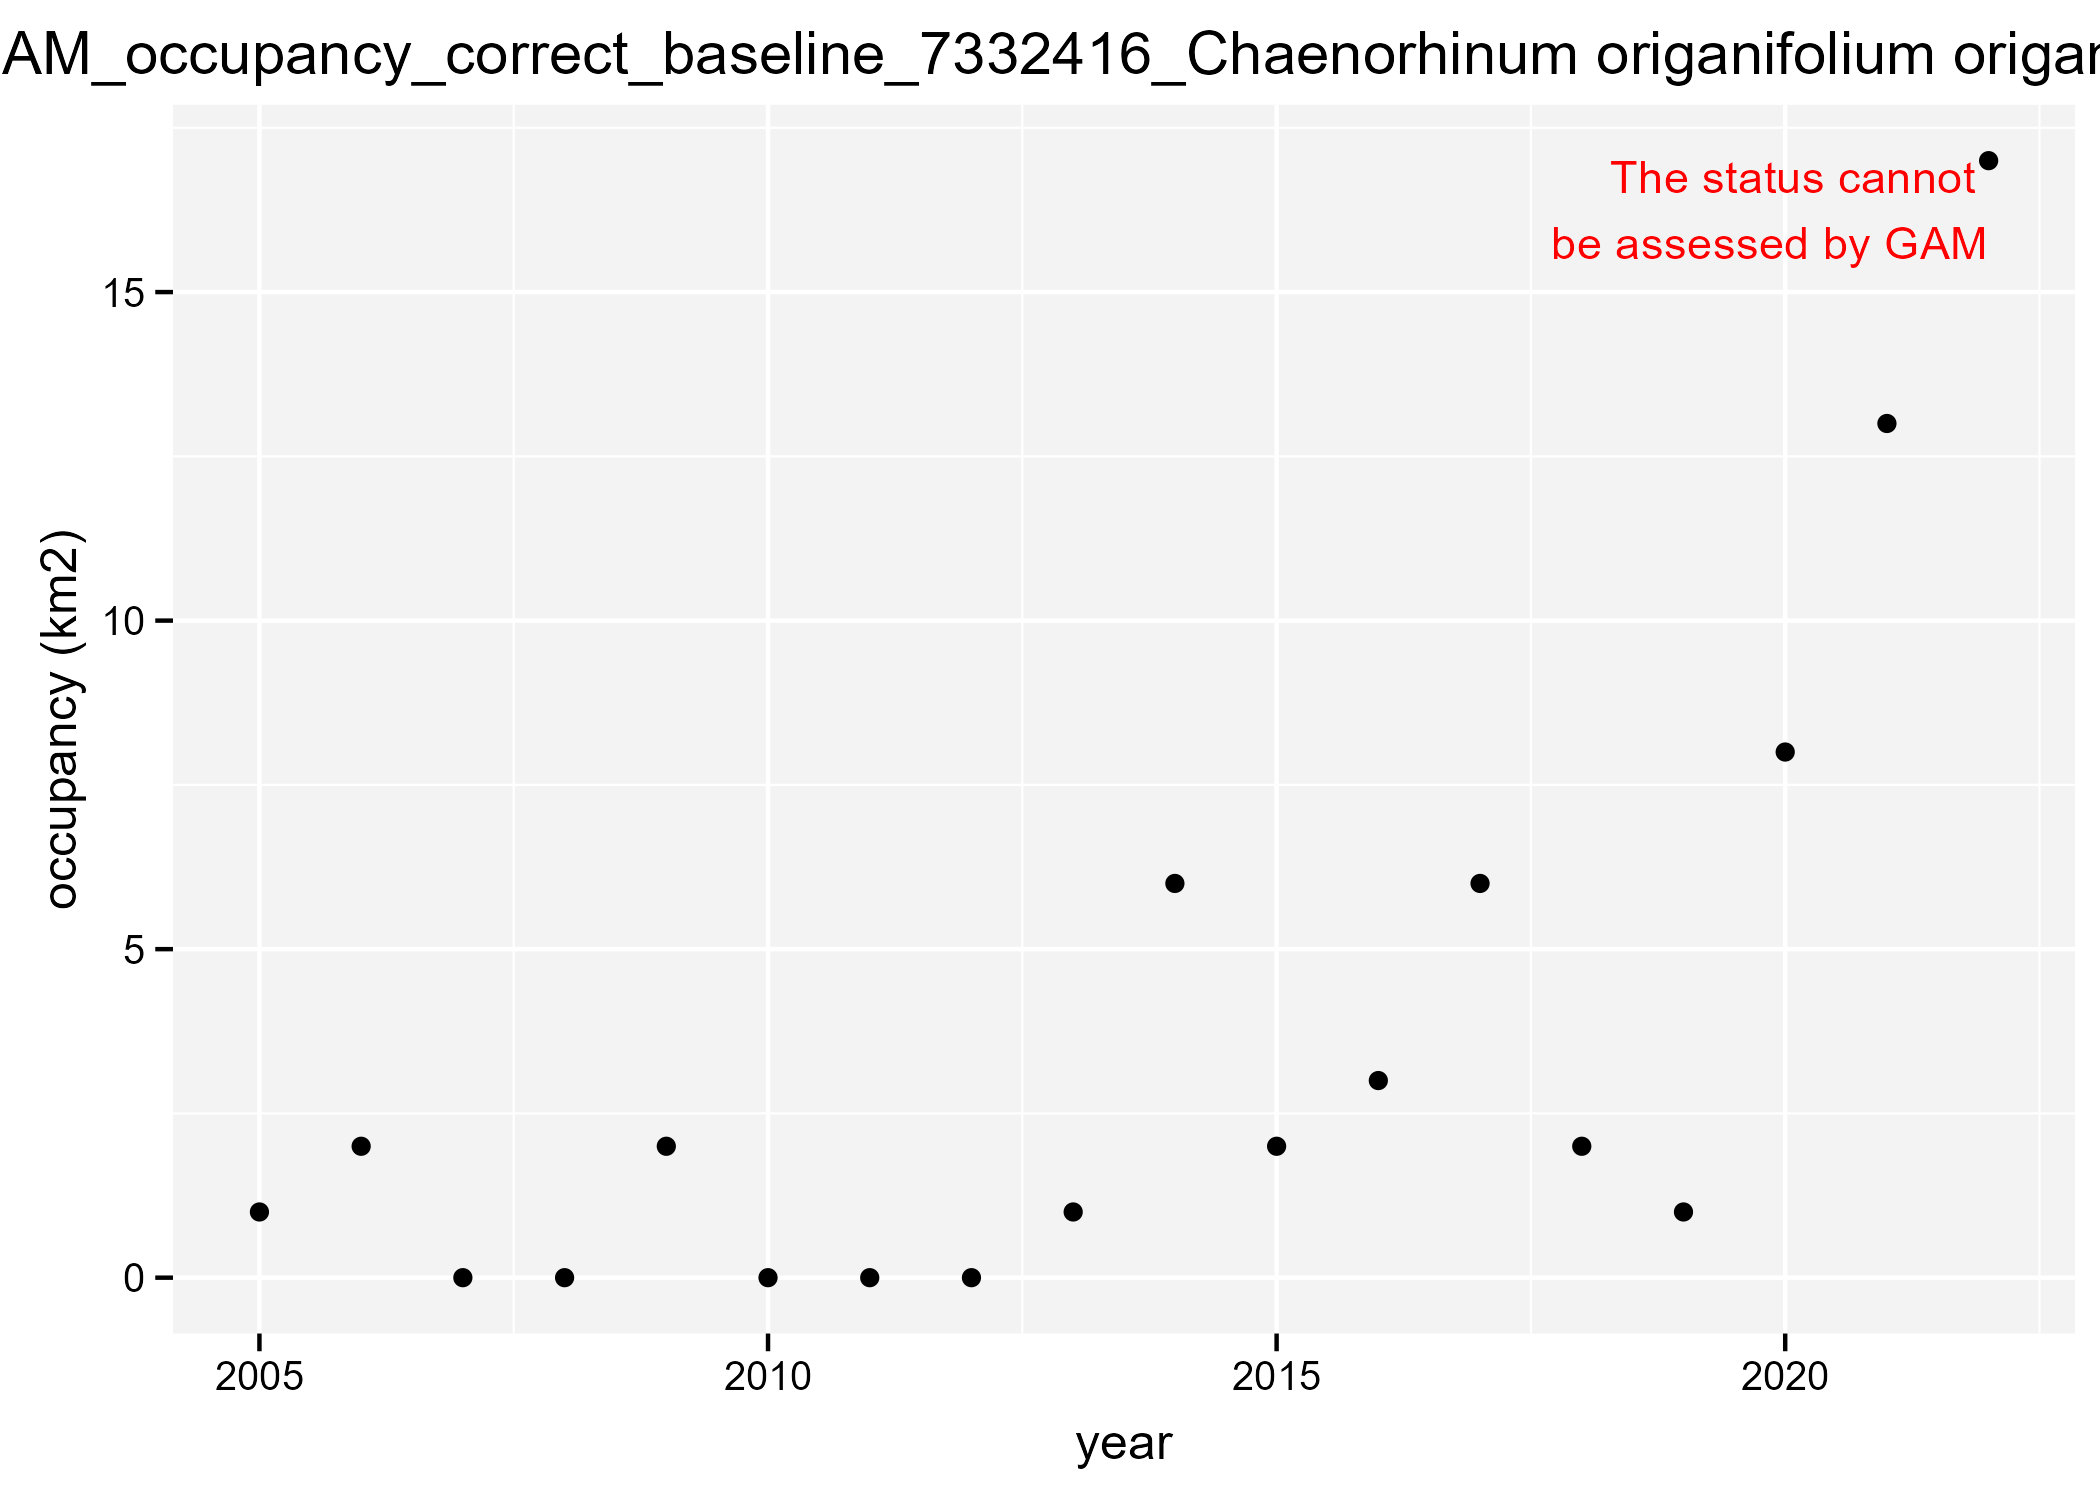 AM_occupancy_correct_baseline_7332416_Chaenorhinum origanifolium origan
The status cannot
be assessed by GAM
occupancy (km2)
15
10
5
0
2005 2010 2015 2020
year